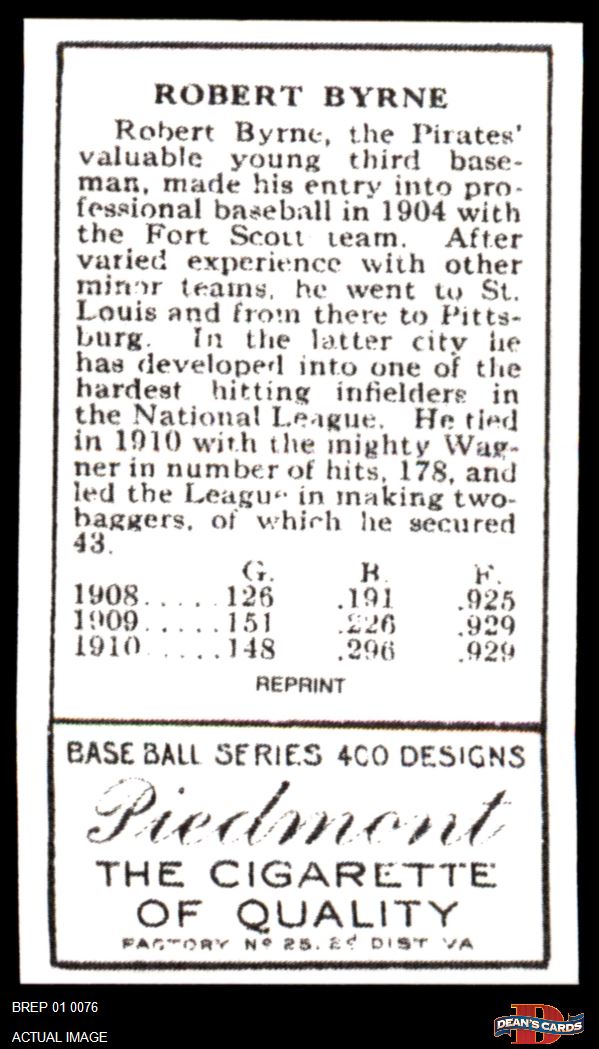 ROBERT BYRNE
Robert Byrne, the Pirates'
valuable young third base-
man, made his entry into pro-
fessional baseball in 1904 with
the Fort Scott team. After
varied experience with other
minor teams, he went to St.
Louis and from there to Pitts-
burg. In the latter city he
has developed into one of the
hardest hitting infielders in
the National League. He tied
in 1910 with the mighty Wag-
ner in number of hits, 178, and
led the League in making two-
baggers, of which he secured
43.
G. B. F.
1908.....126 .191 .925
1909.....151 .226 .929
1910.....148 .296 .929
REPRINT
BASE BALL SERIES 400 DESIGNS
Piedmont
THE CIGARETTE
OF QUALITY
FACTORY Nº 25. 2d DIST VA
BREP 01 0076
ACTUAL IMAGE
D
DEAN'S CARDS